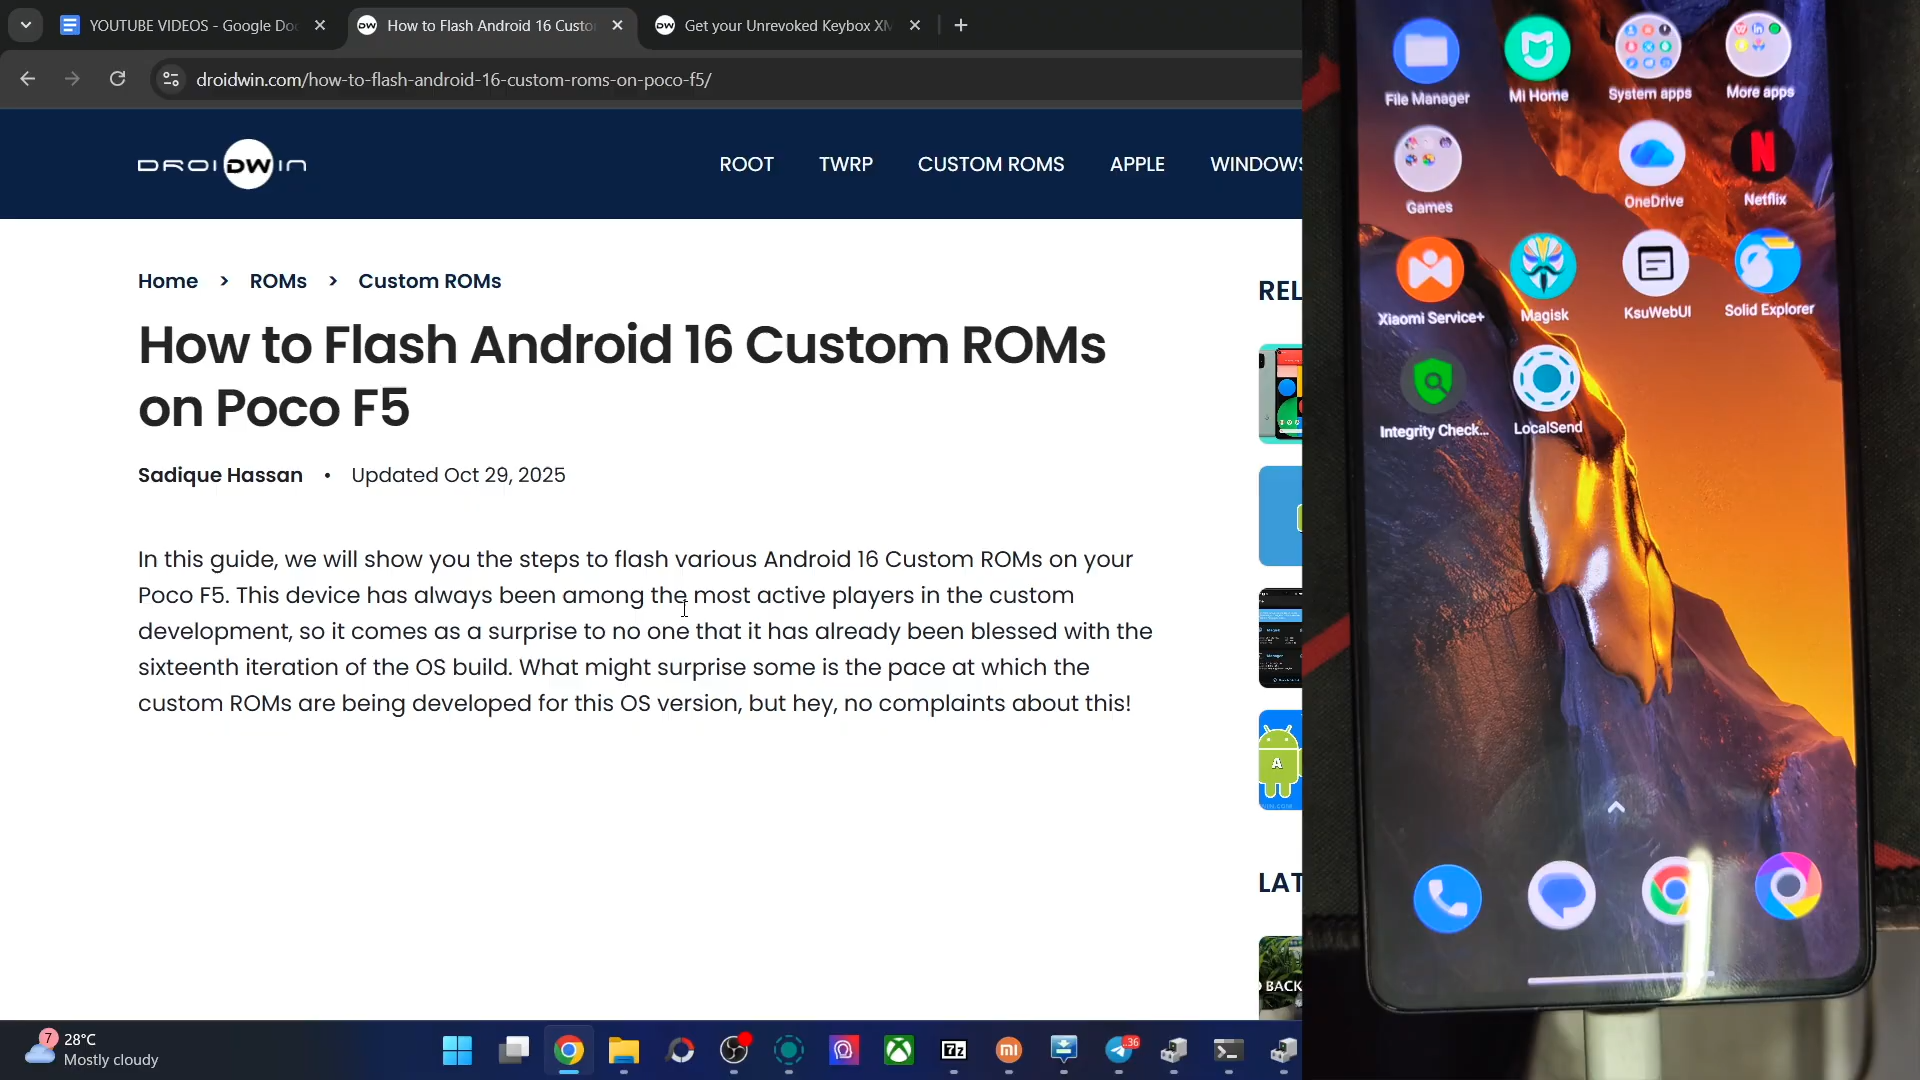 YOUTUBE VIDEOS - Google Doc
How to Flash Android 16 Custo
Get your Unrevoked Keybox XM
droidwin.com/how-to-flash-android-16-custom-roms-on-poco-f5/
DROIDWIN
ROOT
TWRP
CUSTOM ROMS
APPLE
WINDOWS
Home > ROMs > Custom ROMs
How to Flash Android 16 Custom ROMs
on Poco F5
Sadique Hassan • Updated Oct 29, 2025
In this guide, we will show you the steps to flash various Android 16 Custom ROMs on your
Poco F5. This device has always been among the most active players in the custom
development, so it comes as a surprise to no one that it has already been blessed with the
sixteenth iteration of the OS build. What might surprise some is the pace at which the
custom ROMs are being developed for this OS version, but hey, no complaints about this!
REL
A
LAT
BACK
7
28°C
Mostly cloudy
7z
mi
36
File Manager
Mi Home
System apps
More apps
Games
OneDrive
N
Netflix
Xiaomi Service+
Magisk
KsuWebUI
Solid Explorer
Integrity Check...
LocalSend